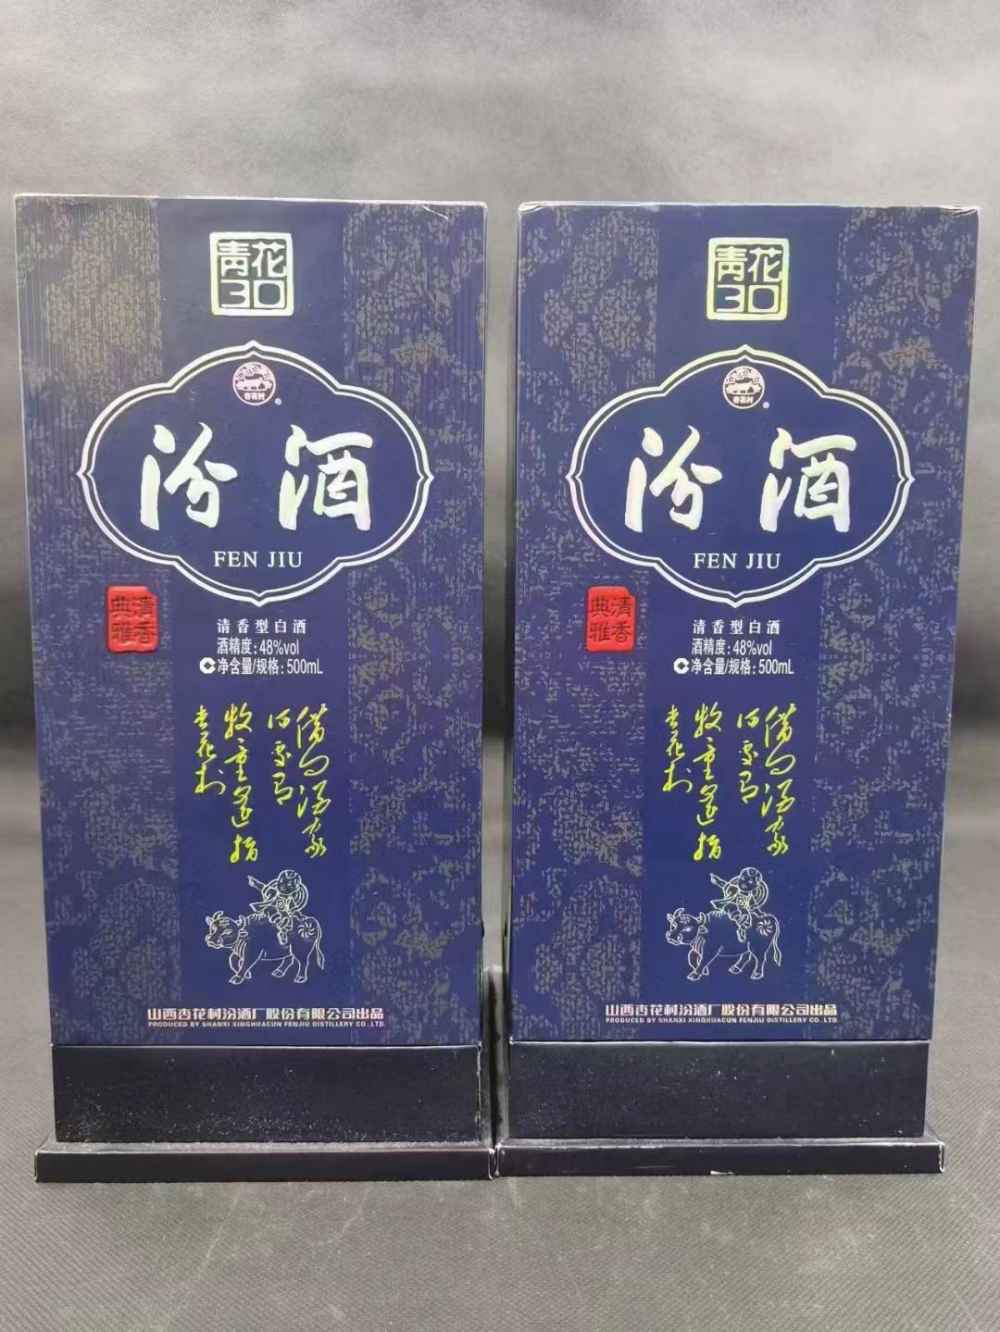 青花
30
杏花村
®
汾酒
FEN JIU
清香
典雅
清香型白酒
酒精度:48%vol
C净含量/规格:500mL
借问酒家
何处有
牧童遥指
杏花村
山西杏花村汾酒厂股份有限公司出品
PRODUCED BY SHANXI XINGHUACUN FENJIU DISTILLERY CO.,LTD.
青花
30
杏花村
®
汾酒
FEN JIU
清香
典雅
清香型白酒
酒精度:48%vol
C净含量/规格:500mL
借问酒家
何处有
牧童遥指
杏花村
山西杏花村汾酒厂股份有限公司出品
PRODUCED BY SHANXI XINGHUACUN FENJIU DISTILLERY CO.,LTD.